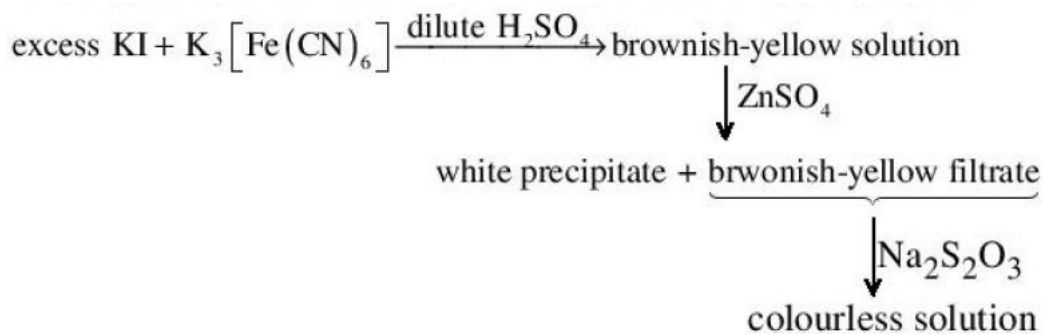 excess KI + K₃[Fe(CN)₆] dilute H₂SO₄ → brownish-yellow solution
↓ ZnSO₄
white precipitate + brwonish-yellow filtrate
↓ Na₂S₂O₃
colourless solution